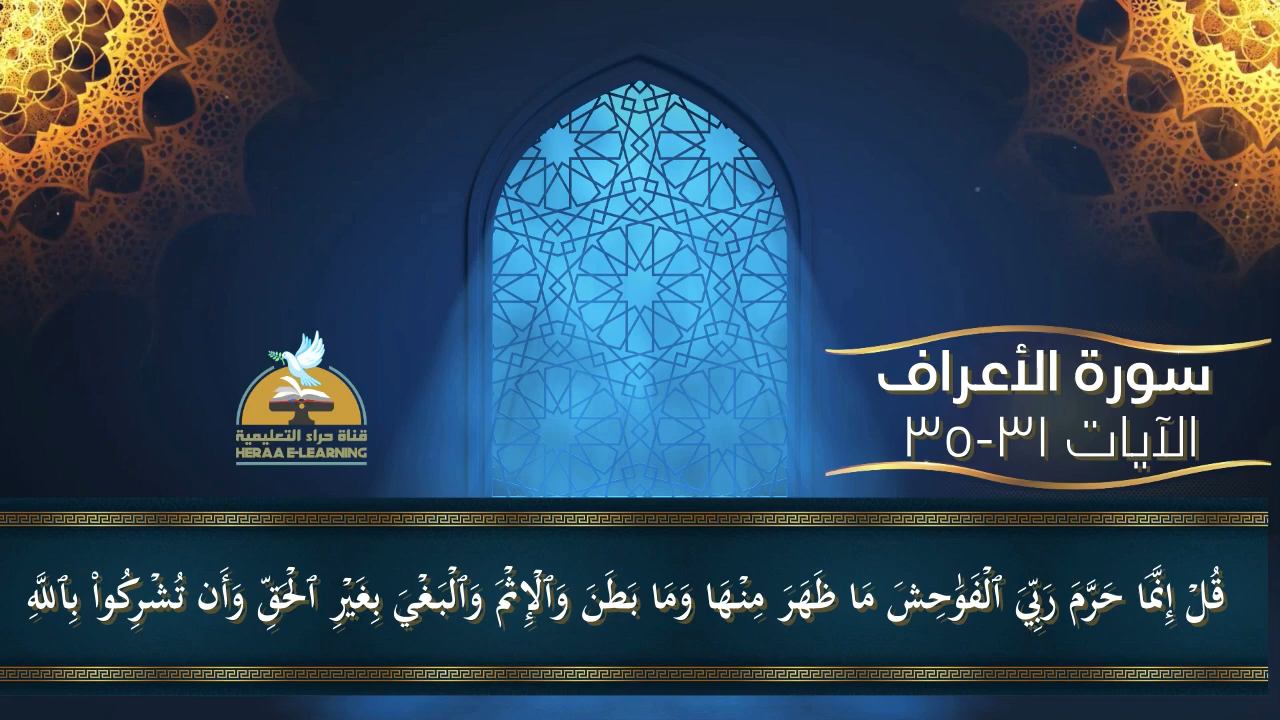 قناة حراء التعليمية
HERAA E-LEARNING
سورة الأعراف
الآيات ٣١-٣٥
قُلْ إِنَّمَا حَرَّمَ رَبِّيَ ٱلْفَوَٰحِشَ مَا ظَهَرَ مِنْهَا وَمَا بَطَنَ وَٱلْإِثْمَ وَٱلْبَغْيَ بِغَيْرِ ٱلْحَقِّ وَأَن تُشْرِكُوا۟ بِٱللَّهِ